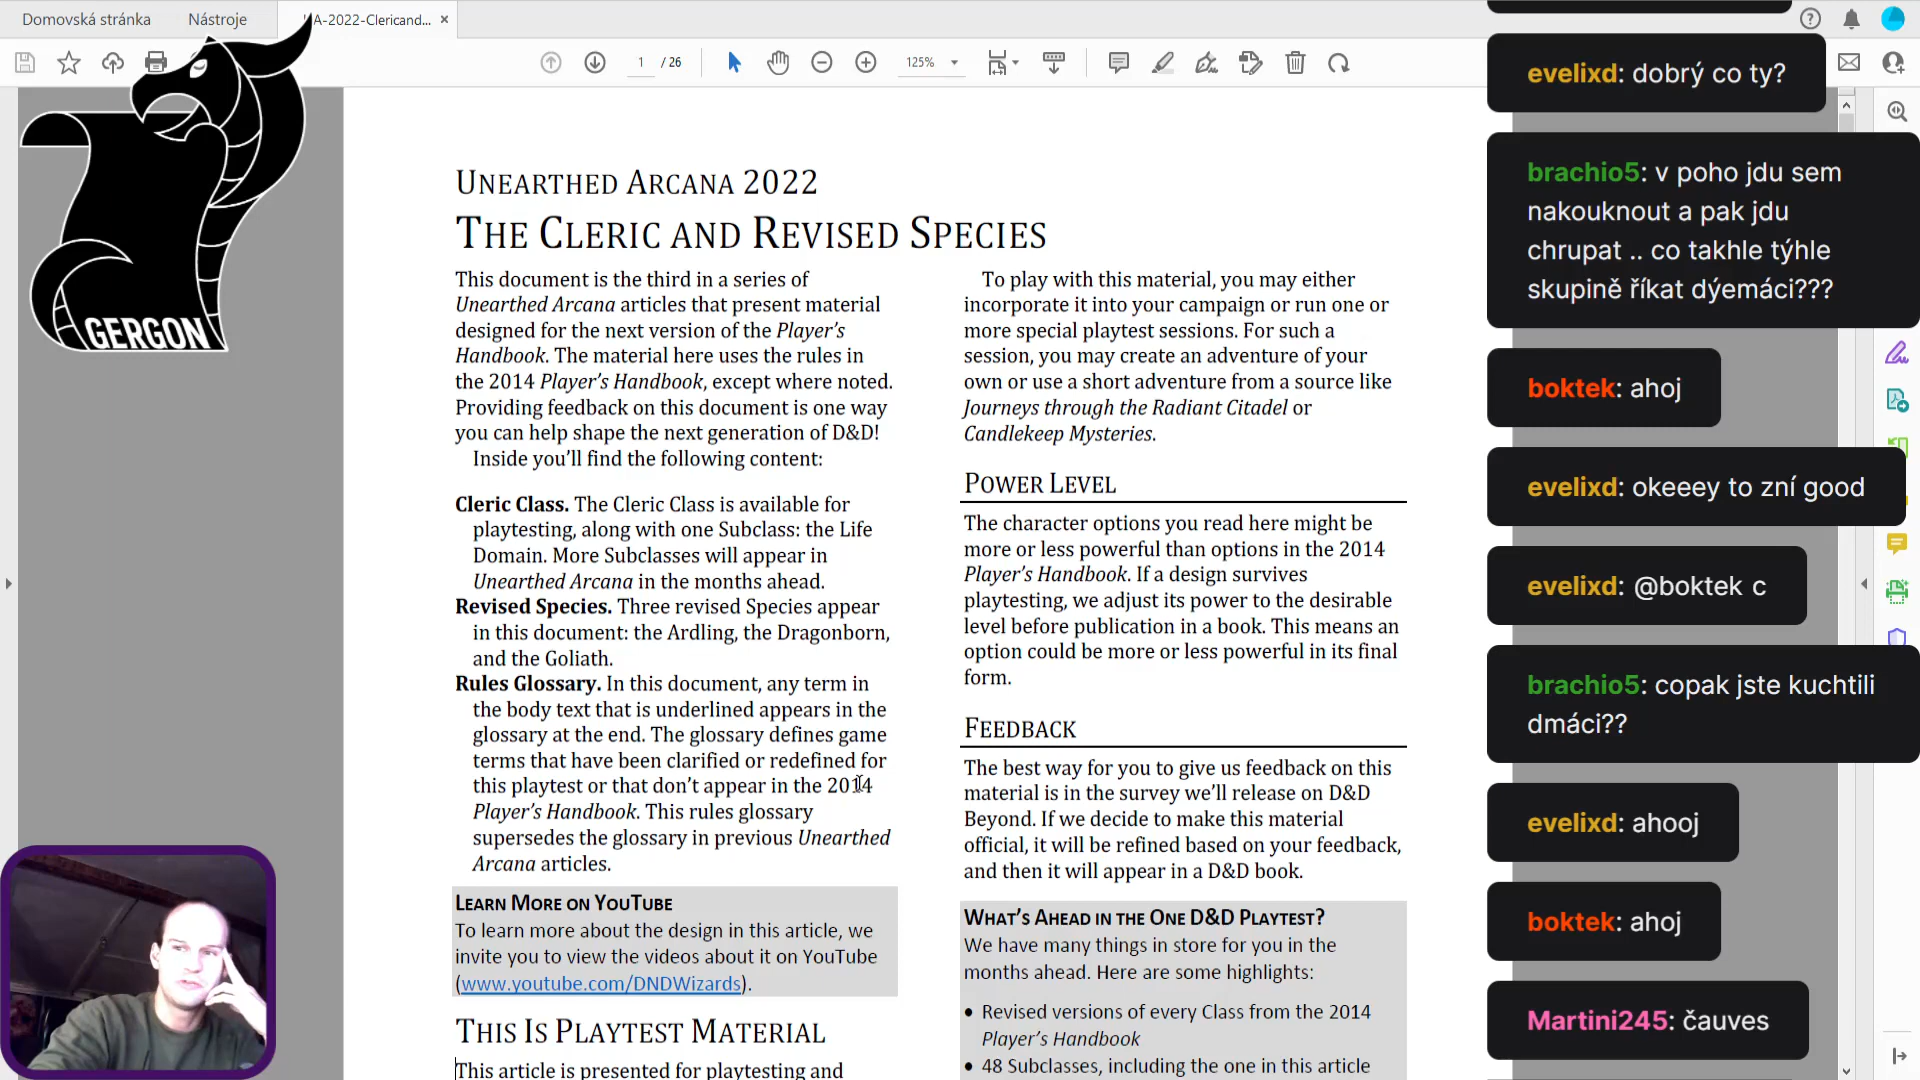 Domovská stránka
Nástroje
A-2022-Clericand...
1 / 26
125%
GERGON
UNEARTHED ARCANA 2022
THE CLERIC AND REVISED SPECIES
This document is the third in a series of
Unearthed Arcana articles that present material
designed for the next version of the Player's
Handbook. The material here uses the rules in
the 2014 Player's Handbook, except where noted.
Providing feedback on this document is one way
you can help shape the next generation of D&D!
Inside you'll find the following content:
Cleric Class. The Cleric Class is available for
playtesting, along with one Subclass: the Life
Domain. More Subclasses will appear in
Unearthed Arcana in the months ahead.
Revised Species. Three revised Species appear
in this document: the Ardling, the Dragonborn,
and the Goliath.
Rules Glossary. In this document, any term in
the body text that is underlined appears in the
glossary at the end. The glossary defines game
terms that have been clarified or redefined for
this playtest or that don't appear in the 2014
Player's Handbook. This rules glossary
supersedes the glossary in previous Unearthed
Arcana articles.
LEARN MORE ON YOUTUBE
To learn more about the design in this article, we
invite you to view the videos about it on YouTube
(www.youtube.com/DNDWizards).
THIS IS PLAYTEST MATERIAL
This article is presented for playtesting and
To play with this material, you may either
incorporate it into your campaign or run one or
more special playtest sessions. For such a
session, you may create an adventure of your
own or use a short adventure from a source like
Journeys through the Radiant Citadel or
Candlekeep Mysteries.
POWER LEVEL
The character options you read here might be
more or less powerful than options in the 2014
Player's Handbook. If a design survives
playtesting, we adjust its power to the desirable
level before publication in a book. This means an
option could be more or less powerful in its final
form.
FEEDBACK
The best way for you to give us feedback on this
material is in the survey we'll release on D&D
Beyond. If we decide to make this material
official, it will be refined based on your feedback,
and then it will appear in a D&D book.
WHAT'S AHEAD IN THE ONE D&D PLAYTEST?
We have many things in store for you in the
months ahead. Here are some highlights:
• Revised versions of every Class from the 2014
Player's Handbook
• 48 Subclasses, including the one in this article
evelixd: dobrý co ty?
brachio5: v poho jdu sem
nakouknout a pak jdu
chrupat .. co takhle týhle
skupině říkat dýemáci???
boktek: ahoj
evelixd: okeeey to zní good
evelixd: @boktek c
brachio5: copak jste kuchtili
dmáci??
evelixd: ahooj
boktek: ahoj
Martini245: čauves